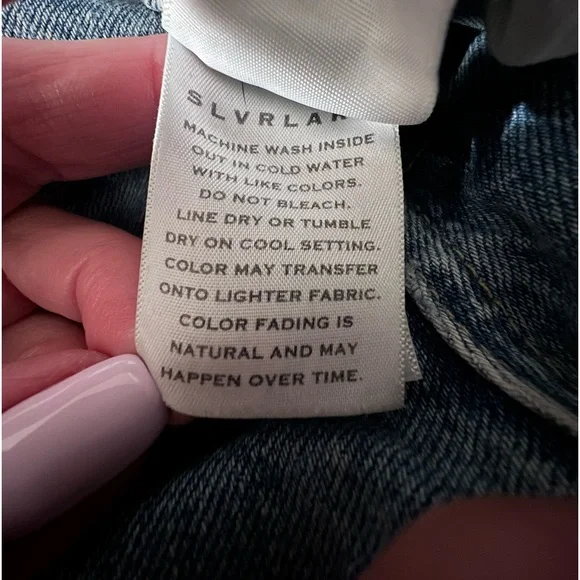 MACHINE WASH INSIDE
OUT IN COLD WATER
WITH LIKE COLORS.
DO NOT BLEACH.
LINE DRY OR TUMBLE
DRY ON COOL SETTING.
COLOR MAY TRANSFER
ONTO LIGHTER FABRIC.
COLOR FADING IS
NATURAL AND MAY
HAPPEN OVER TIME.